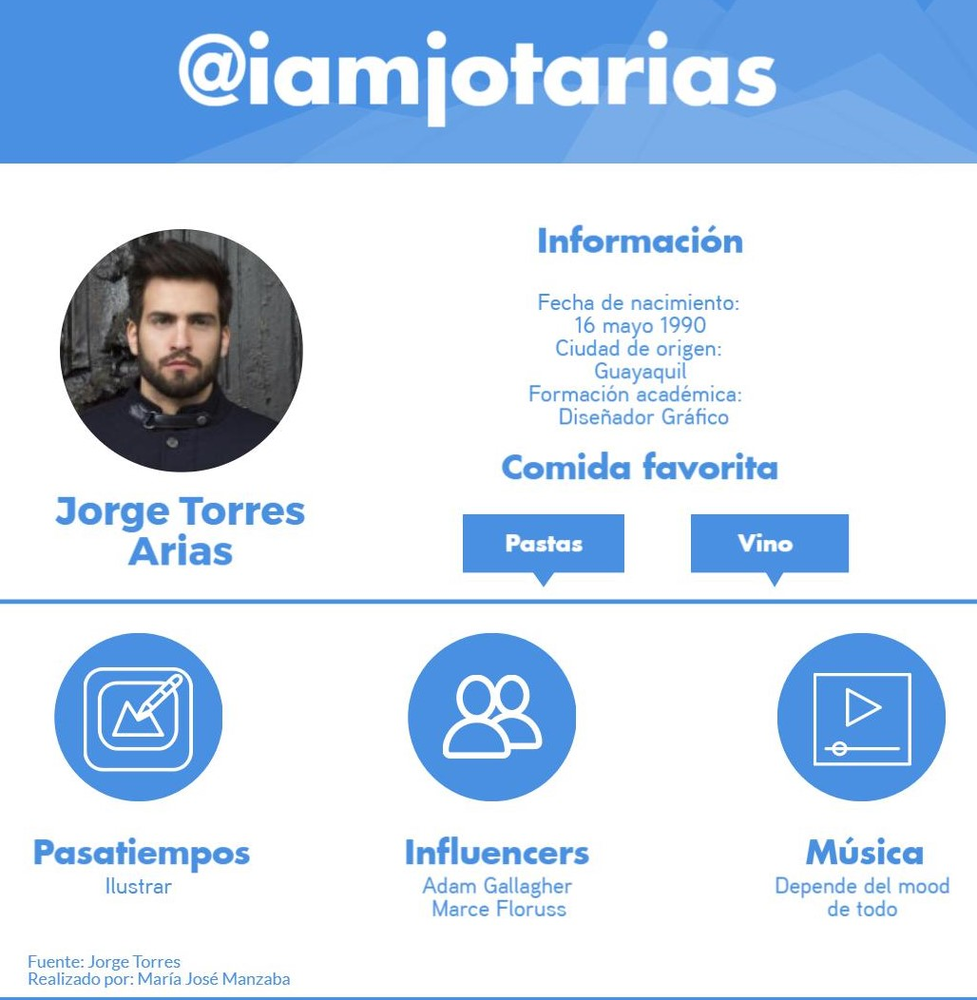 @iamjotarias
Información
Fecha de nacimiento:
16 mayo 1990
Ciudad de origen:
Guayaquil
Formación académica:
Diseñador Gráfico
Jorge Torres
Arias
Comida favorita
Pastas
Vino
Pasatiempos
Ilustrar
Influencers
Adam Gallagher
Marce Floruss
Música
Depende del mood
de todo
Fuente: Jorge Torres
Realizado por: María José Manzaba